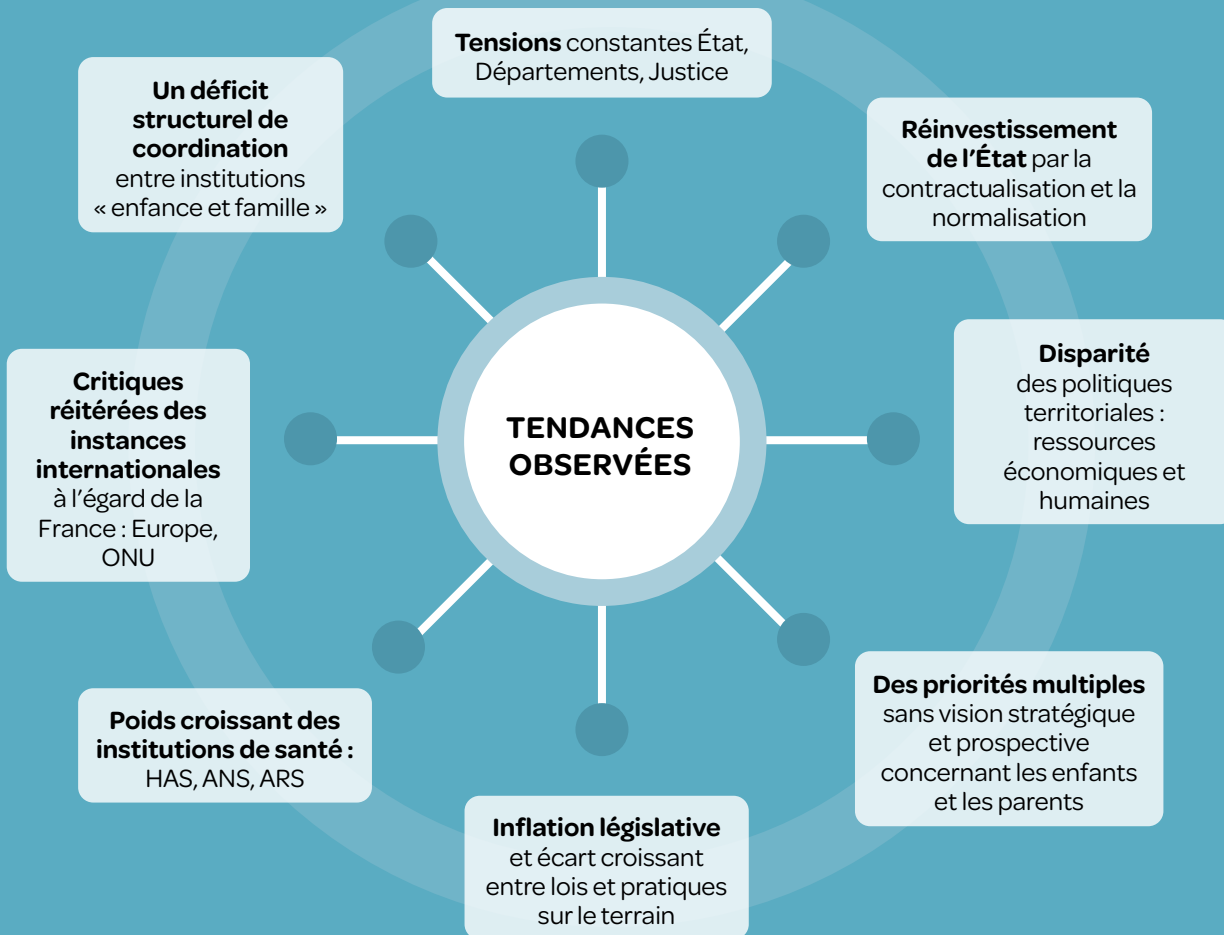 Tensions constantes État,
Départements, Justice
Un déficit
structurel de
coordination
entre institutions
« enfance et famille »
Réinvestissement
de l'État par la
contractualisation et la
normalisation
Critiques
réitérées des
instances
internationales
à l'égard de la
France : Europe,
ONU
TENDANCES
OBSERVÉES
Disparité
des politiques
territoriales :
ressources
économiques et
humaines
Poids croissant des
institutions de santé :
HAS, ANS, ARS
Des priorités multiples
sans vision stratégique
et prospective
concernant les enfants
et les parents
Inflation législative
et écart croissant
entre lois et pratiques
sur le terrain